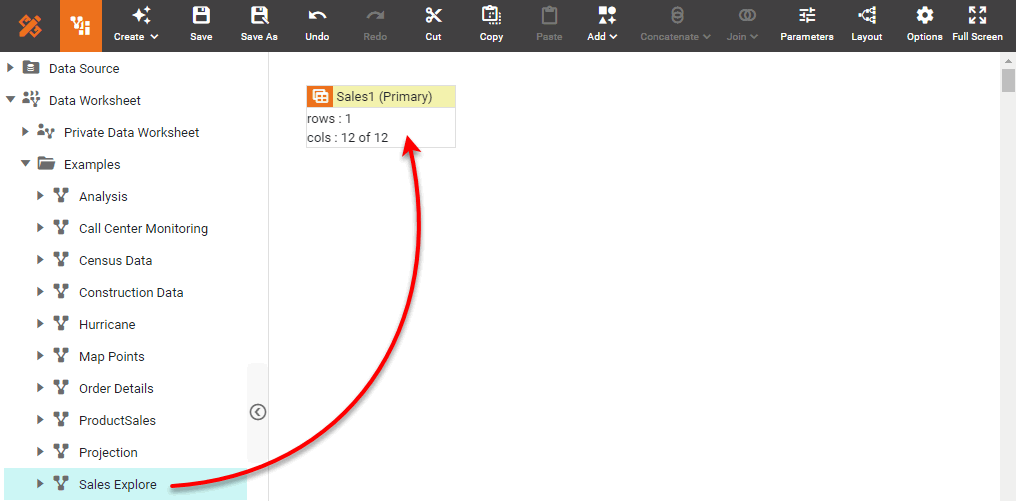 Create
Save
Save As
Undo
Redo
Cut
Copy
Paste
Add
Concatenate
Join
Parameters
Layout
Options
Full Screen
Data Source
Data Worksheet
Private Data Worksheet
Examples
Analysis
Call Center Monitoring
Census Data
Construction Data
Hurricane
Map Points
Order Details
ProductSales
Projection
Sales Explore
Sales1 (Primary)
rows : 1
cols : 12 of 12